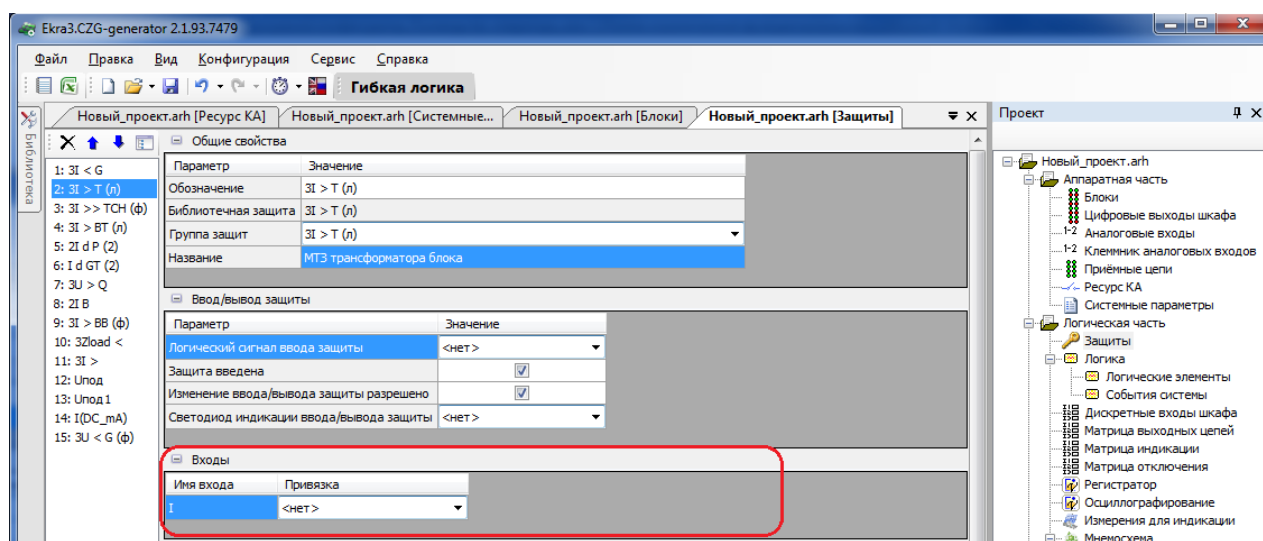 Ekra3.CZG-generator 2.1.93.7479
Файл Правка Вид Конфигурация Сервис Справка
Гибкая логика
Новый_проект.arh [Ресурс КА] Новый_проект.arh [Системные... Новый_проект.arh [Блоки] Новый_проект.arh [Защиты]
Библиотека
1: 3I < G
2: 3I > T (л)
3: 3I >> TCH (ф)
4: 3I > BT (л)
5: 2I d P (2)
6: I d GT (2)
7: 3U > Q
8: 2I B
9: 3I > BB (ф)
10: 3Zload <
11: 3I >
12: Uпод
13: Uпод1
14: I(DC_mA)
15: 3U < G (ф)
Общие свойства
Параметр Значение
Обозначение 3I > T (л)
Библиотечная защита 3I > T (л)
Группа защит 3I > T (л)
Название МТЗ трансформатора блока
Ввод/вывод защиты
Параметр Значение
Логический сигнал ввода защиты <нет>
Защита введена
Изменение ввода/вывода защиты разрешено
Светодиод индикации ввода/вывода защиты <нет>
Входы
Имя входа Привязка
I <нет>
Проект
Новый_проект.arh
Аппаратная часть
Блоки
Цифровые выходы шкафа
1-2 Аналоговые входы
1-2 Клеммник аналоговых входов
Приёмные цепи
Ресурс КА
Системные параметры
Логическая часть
Защиты
Логика
Логические элементы
События системы
Дискретные входы шкафа
Матрица выходных цепей
Матрица индикации
Матрица отключения
Регистратор
Осциллографирование
Измерения для индикации
Мнемосхема